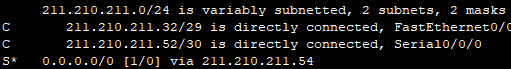 211.210.211.0/24 is variably subnetted, 2 subnets, 2 masks
C 211.210.211.32/29 is directly connected, FastEthernet0/
C 211.210.211.52/30 is directly connected, Serial0/0/0
S* 0.0.0.0/0 [1/0] via 211.210.211.54